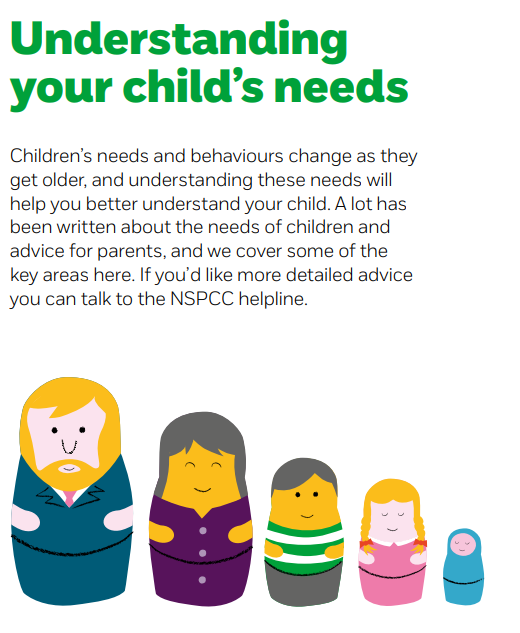 Understanding
your child’s needs
Children’s needs and behaviours change as they
get older, and understanding these needs will
help you better understand your child. A lot has
been written about the needs of children and
advice for parents, and we cover some of the
key areas here. If you’d like more detailed advice
you can talk to the NSPCC helpline.